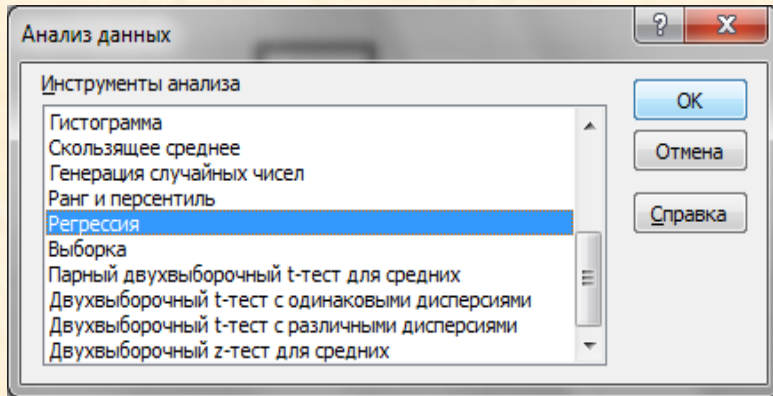 Анализ данных
Инструменты анализа
Гистограмма
Скользящее среднее
Генерация случайных чисел
Ранг и персентиль
Регрессия
Выборка
Парный двухвыборочный t-тест для средних
Двухвыборочный t-тест с одинаковыми дисперсиями
Двухвыборочный t-тест с различными дисперсиями
Двухвыборочный z-тест для средних
OK
Отмена
Справка